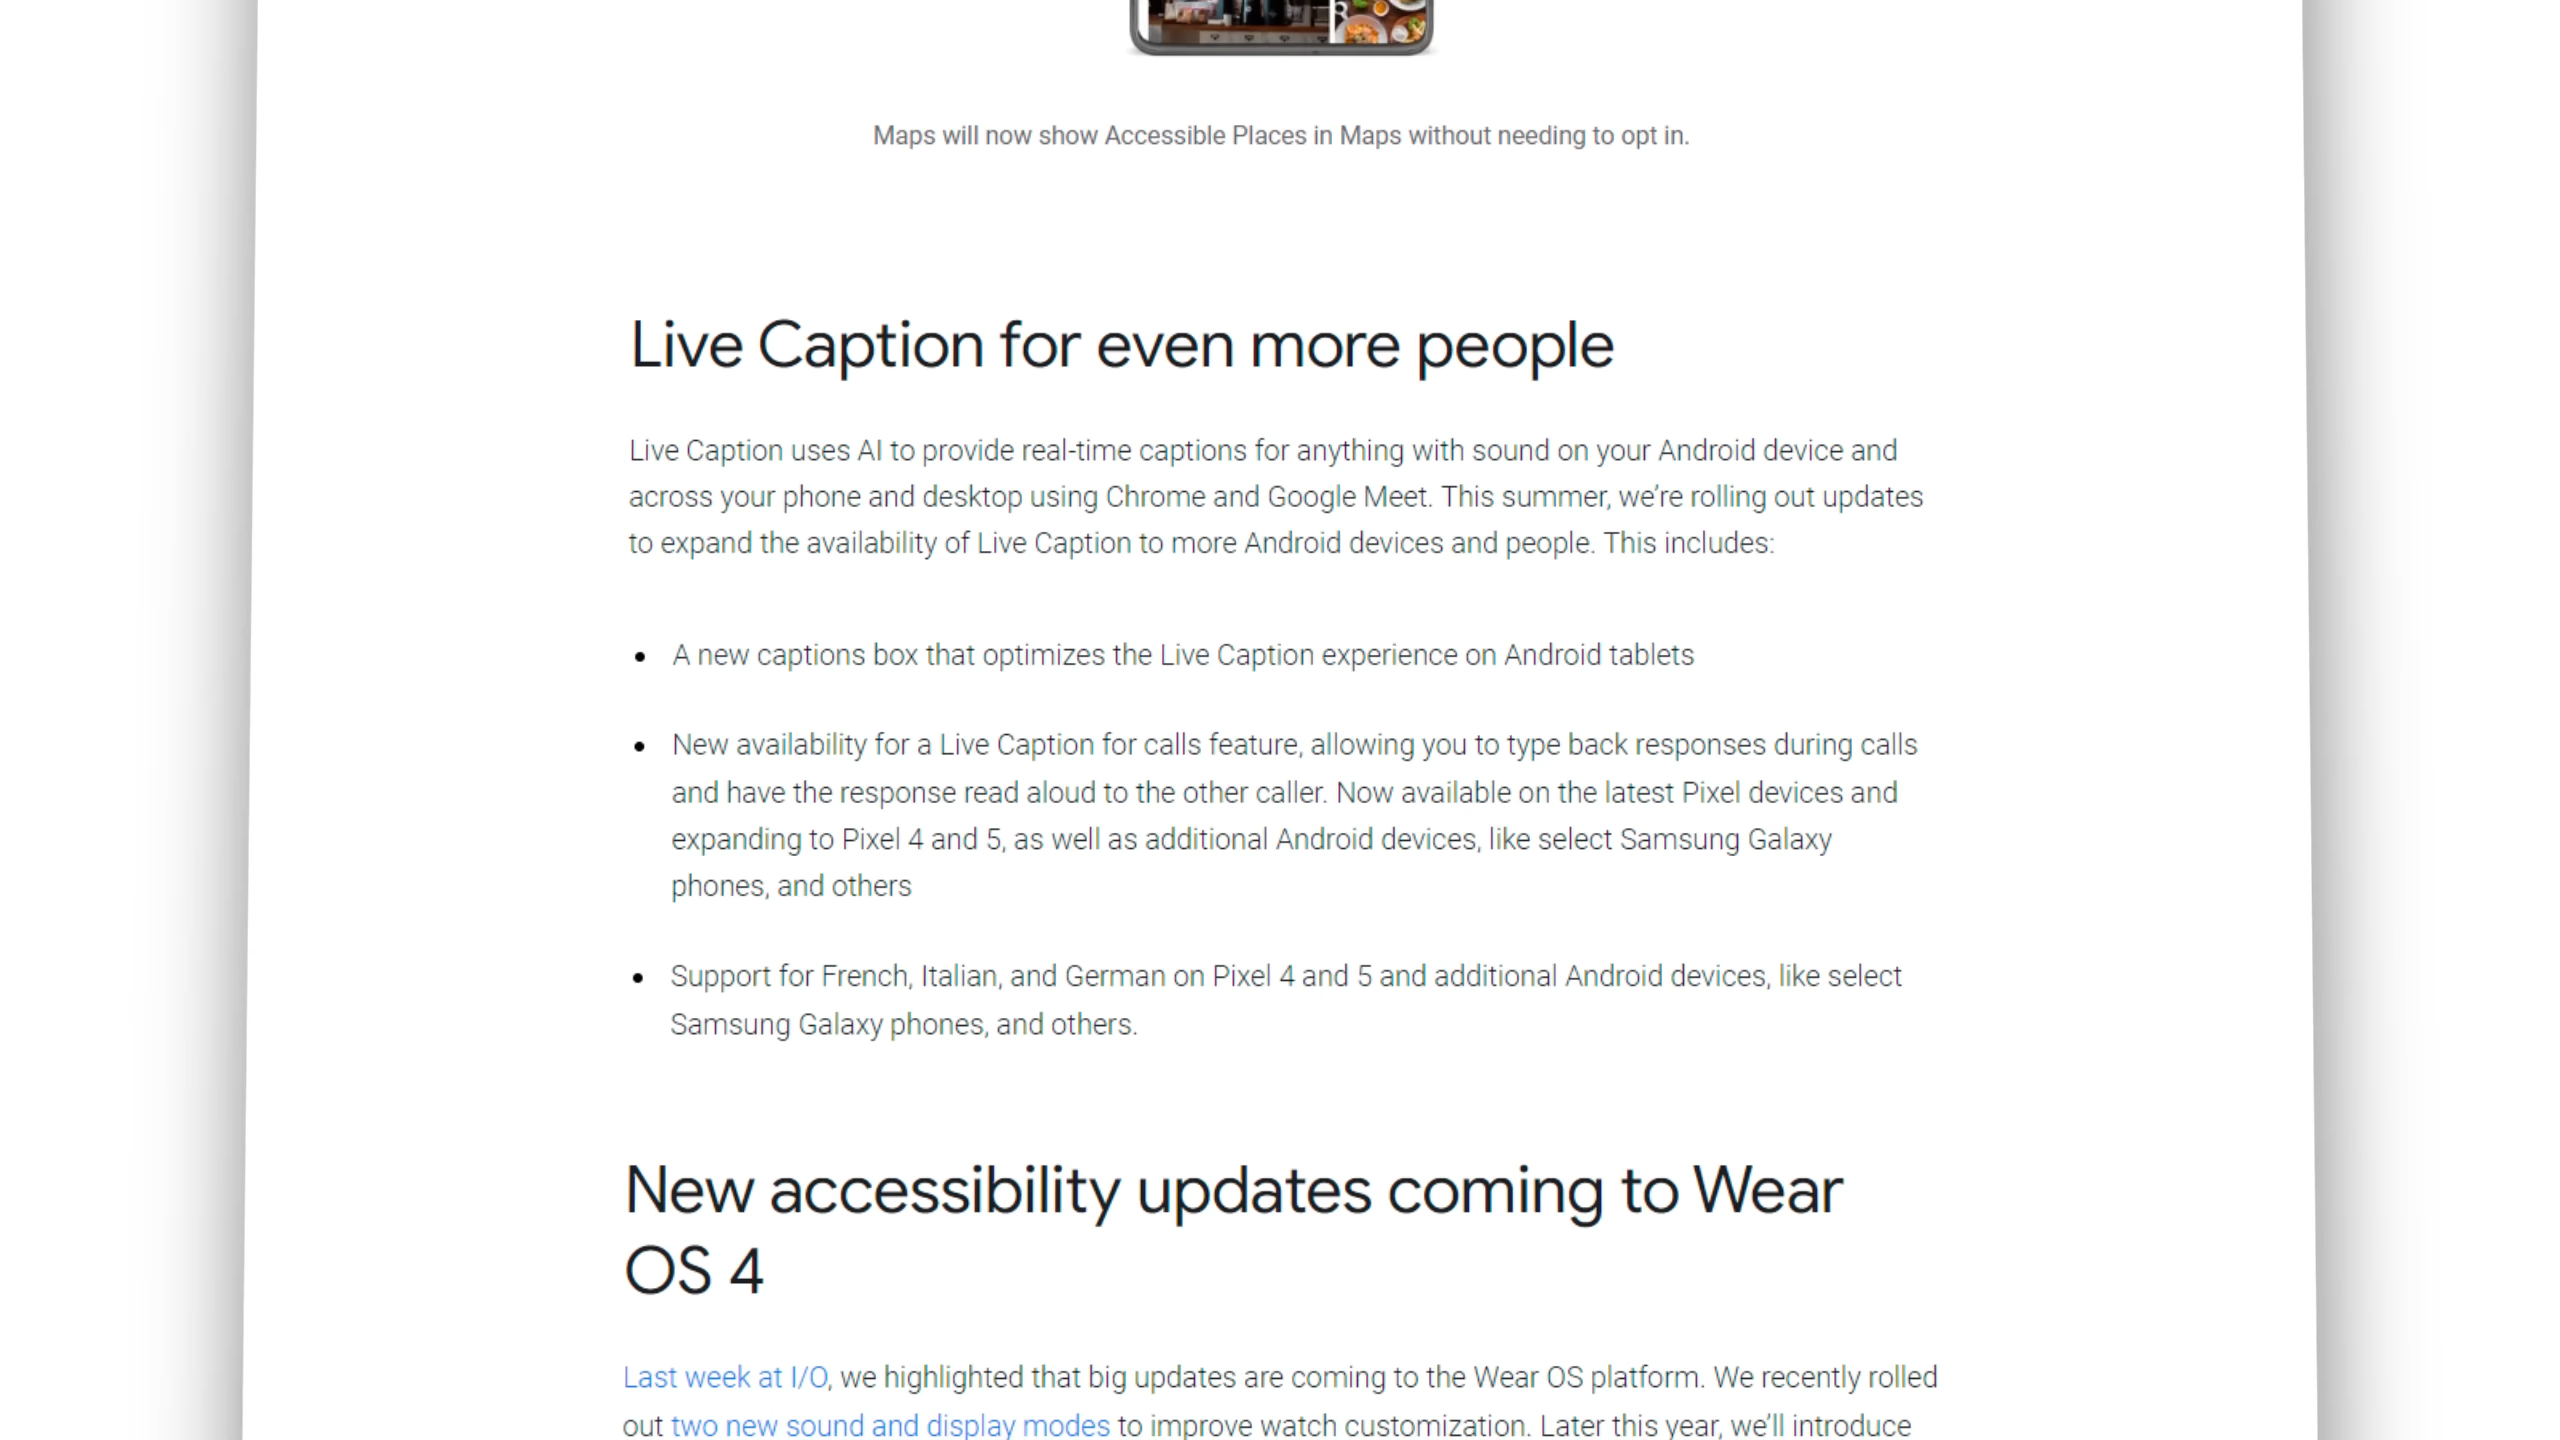 Maps will now show Accessible Places in Maps without needing to opt in.
Live Caption for even more people
Live Caption uses AI to provide real-time captions for anything with sound on your Android device and
across your phone and desktop using Chrome and Google Meet. This summer, we're rolling out updates
to expand the availability of Live Caption to more Android devices and people. This includes:
• A new captions box that optimizes the Live Caption experience on Android tablets
• New availability for a Live Caption for calls feature, allowing you to type back responses during calls
and have the response read aloud to the other caller. Now available on the latest Pixel devices and
expanding to Pixel 4 and 5, as well as additional Android devices, like select Samsung Galaxy
phones, and others
• Support for French, Italian, and German on Pixel 4 and 5 and additional Android devices, like select
Samsung Galaxy phones, and others.
New accessibility updates coming to Wear
OS 4
Last week at I/O, we highlighted that big updates are coming to the Wear OS platform. We recently rolled
out two new sound and display modes to improve watch customization. Later this year, we'll introduce